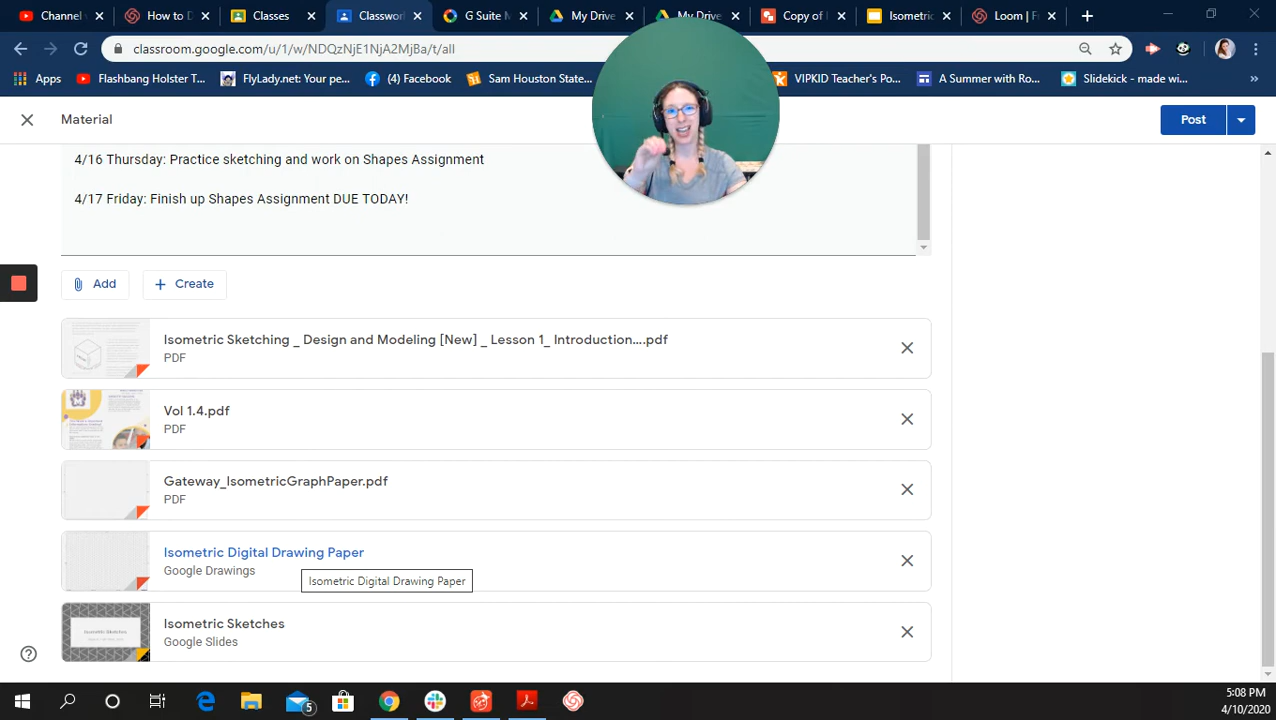 Channel
How to D
Classes
Classwork
G Suite M
My Drive
My Drive
Copy of
Isometric
Loom | F
classroom.google.com/u/1/w/NDQzNjE1NjA2MjBa/t/all
Apps
Flashbang Holster T...
FlyLady.net: Your pe...
(4) Facebook
Sam Houston State...
VIPKID Teacher's Po...
A Summer with Ro...
Slidekick - made wi...
Material
Post
4/16 Thursday: Practice sketching and work on Shapes Assignment
4/17 Friday: Finish up Shapes Assignment DUE TODAY!
Add
Create
Isometric Sketching _ Design and Modeling [New] _ Lesson 1_ Introduction....pdf
PDF
Vol 1.4.pdf
PDF
Gateway_IsometricGraphPaper.pdf
PDF
Isometric Digital Drawing Paper
Google Drawings
Isometric Digital Drawing Paper
Isometric Sketches
Isometric Sketches
Google Slides
5
5:08 PM
4/10/2020